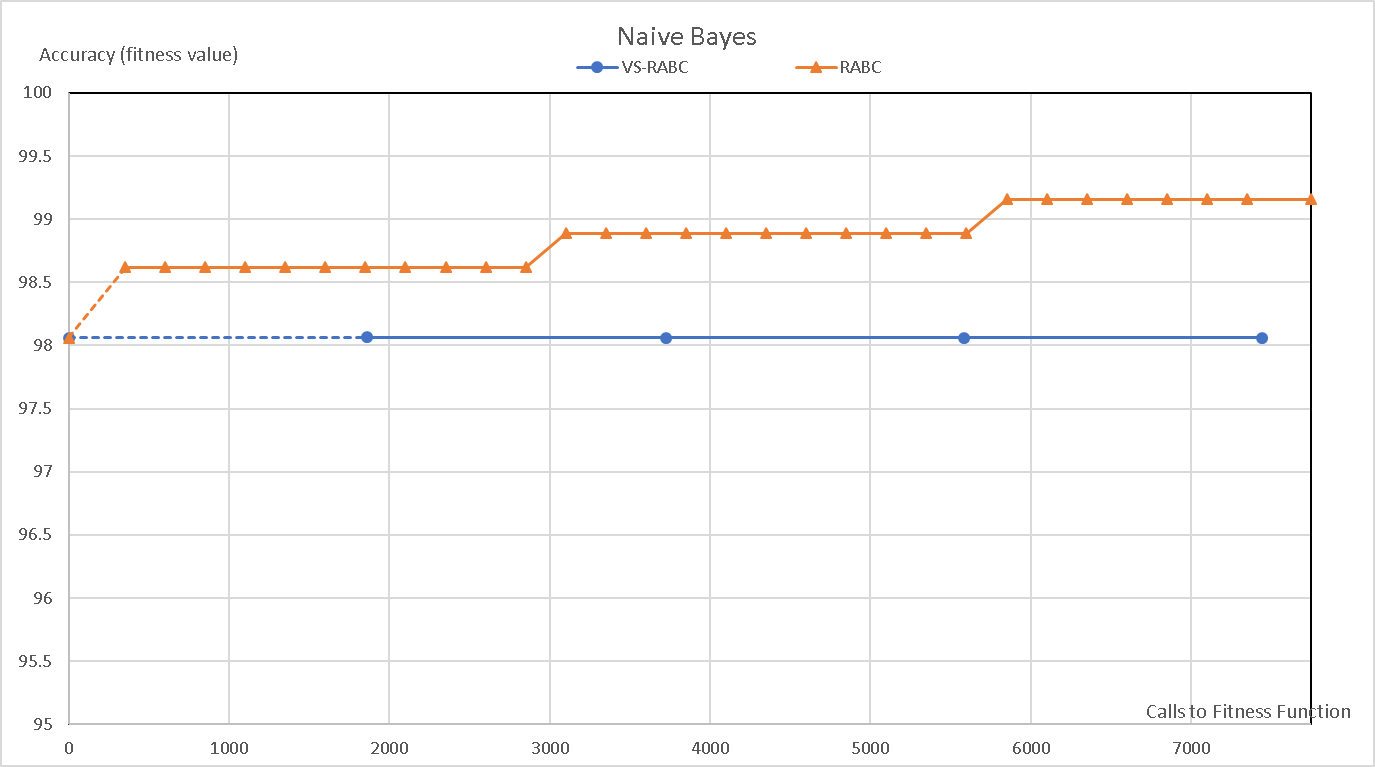 Naive Bayes
Accuracy (fitness value)
VS-RABC RABC
100
99.5
99
98.5
98
97.5
97
96.5
96
95.5
95
Calls to Fitness Function
0 1000 2000 3000 4000 5000 6000 7000